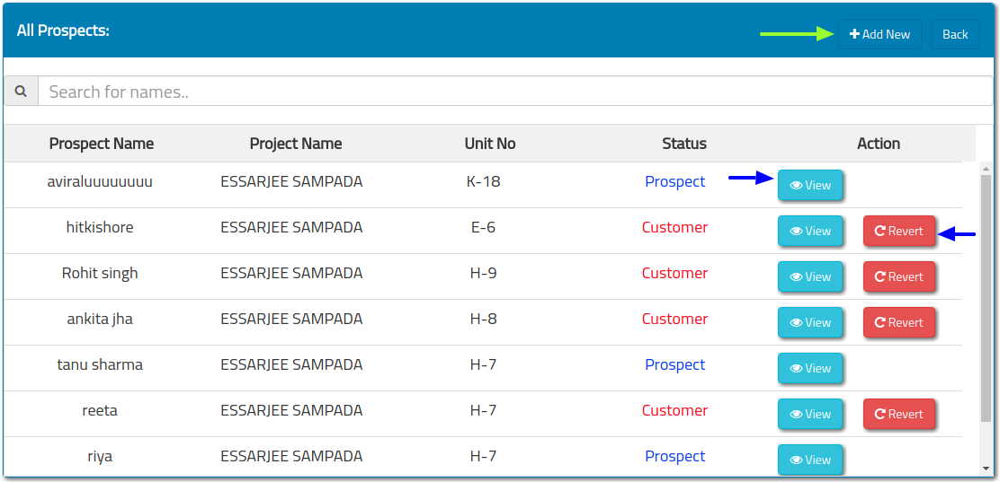 All Prospects: Add New Back
Search for names..
Prospect Name Project Name Unit No Status Action
aviraluuuuuuuu ESSARJEE SAMPADA K-18 Prospect View
hitkishore ESSARJEE SAMPADA E-6 Customer View Revert
Rohit singh ESSARJEE SAMPADA H-9 Customer View Revert
ankita jha ESSARJEE SAMPADA H-8 Customer View Revert
tanu sharma ESSARJEE SAMPADA H-7 Prospect View
reeta ESSARJEE SAMPADA H-7 Customer View Revert
riya ESSARJEE SAMPADA H-7 Prospect View